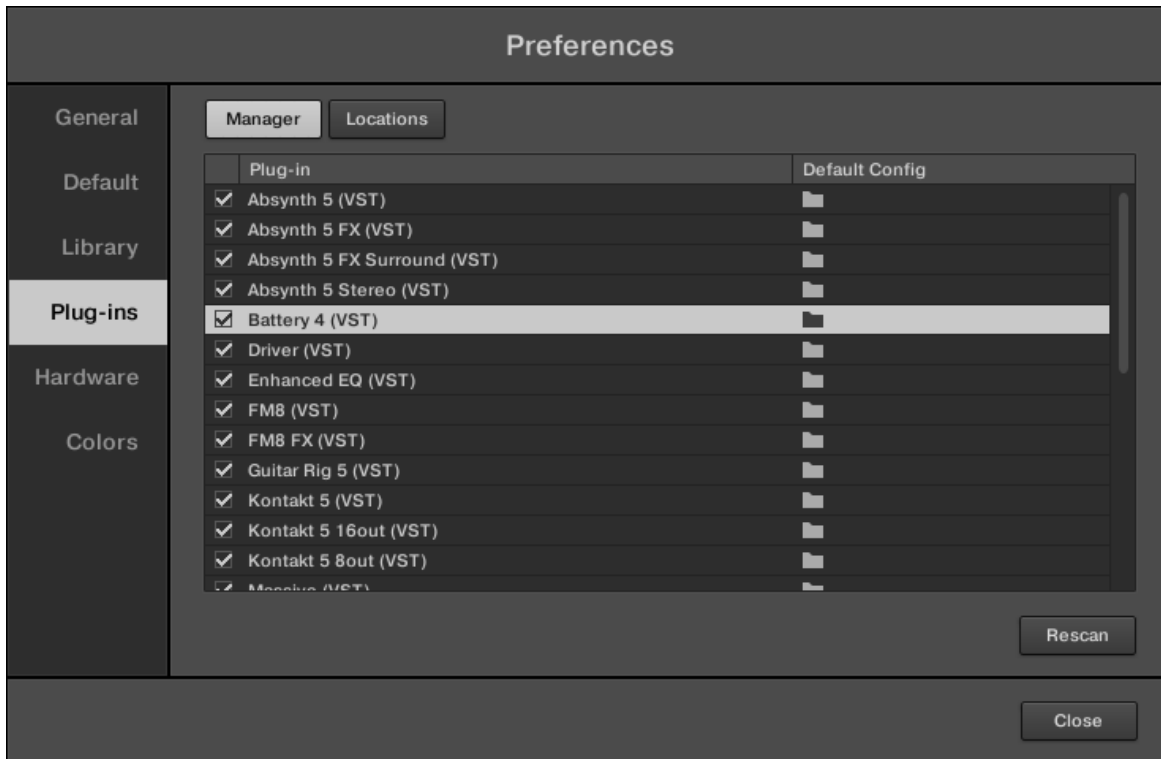 Preferences
General
Default
Library
Plug-ins
Hardware
Colors
Manager Locations
Plug-in Default Config
Absynth 5 (VST)
Absynth 5 FX (VST)
Absynth 5 FX Surround (VST)
Absynth 5 Stereo (VST)
Battery 4 (VST)
Driver (VST)
Enhanced EQ (VST)
FM8 (VST)
FM8 FX (VST)
Guitar Rig 5 (VST)
Kontakt 5 (VST)
Kontakt 5 16out (VST)
Kontakt 5 8out (VST)
Massive (VST)
Rescan
Close